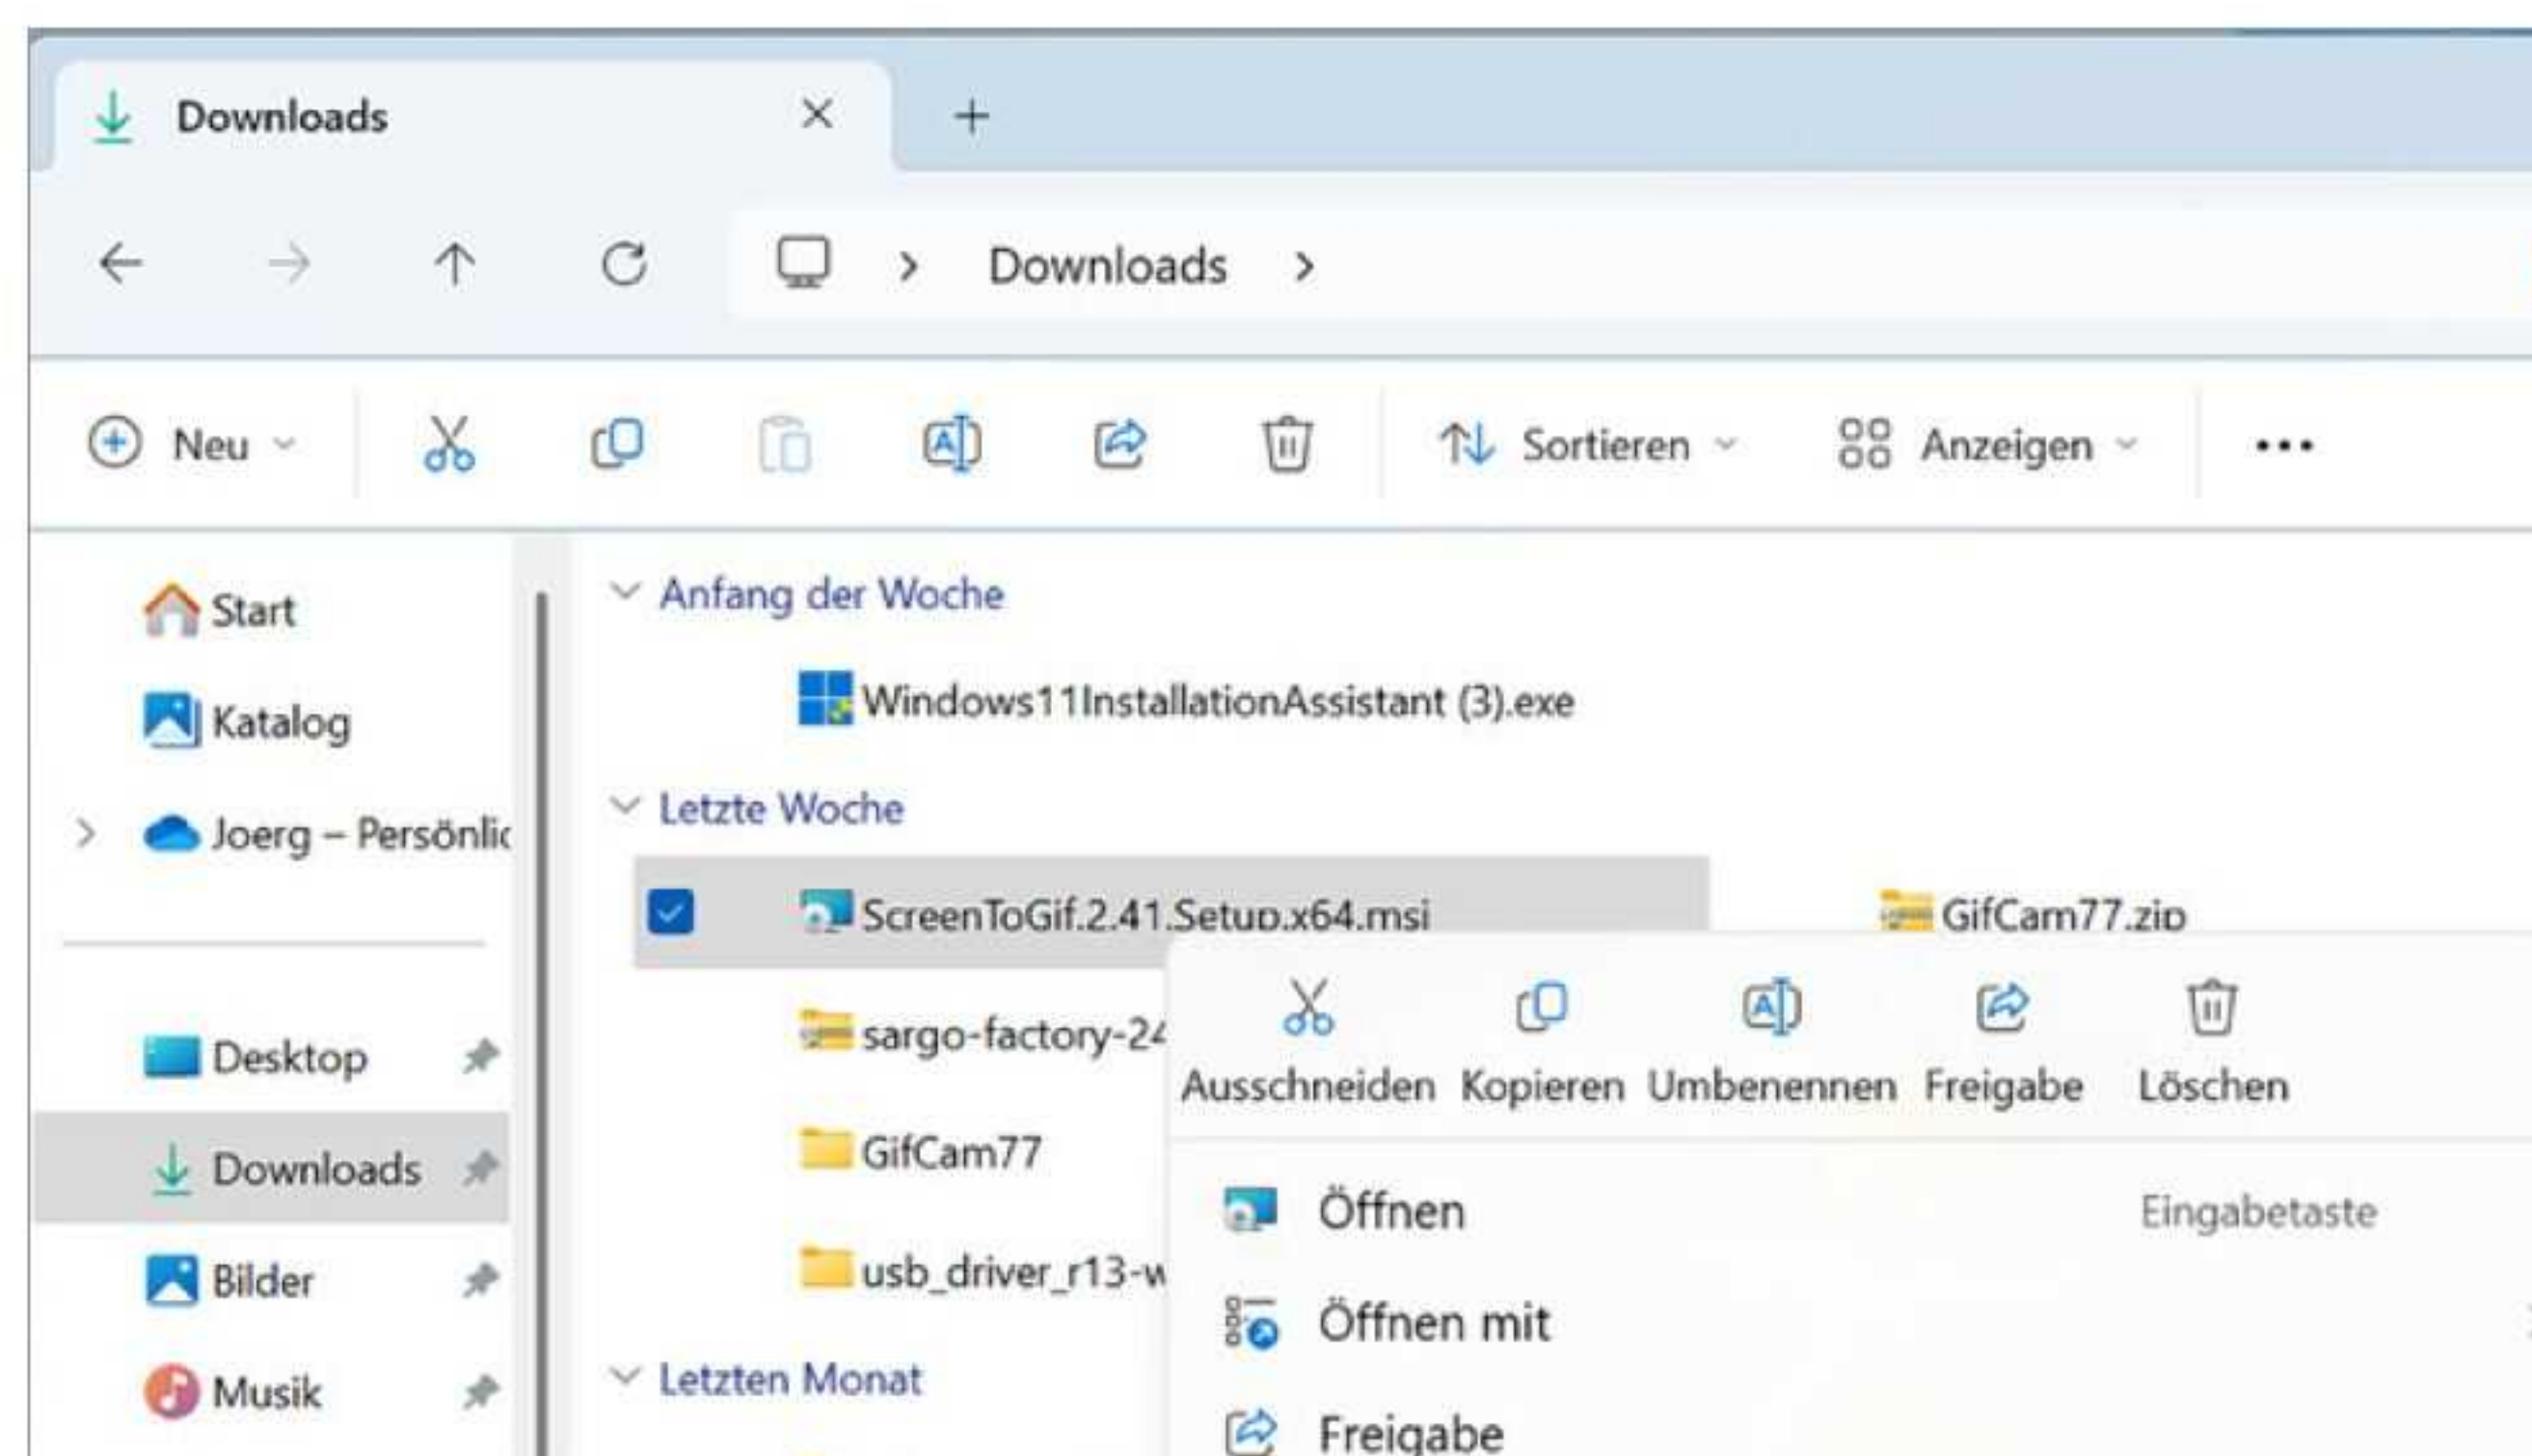 Downloads
Downloads
Neu Sortieren Anzeigen
Start
Katalog
Joerg – Persönlic
Desktop
Downloads
Bilder
Musik
Anfang der Woche
Windows11InstallationAssistant (3).exe
Letzte Woche
ScreenToGif.2.41.Setup.x64.msi GifCam77.zip
sargo-factory-24
GifCam77
usb_driver_r13-w
Letzten Monat
Ausschneiden Kopieren Umbenennen Freigabe Löschen
Öffnen Eingabetaste
Öffnen mit
Freigabe